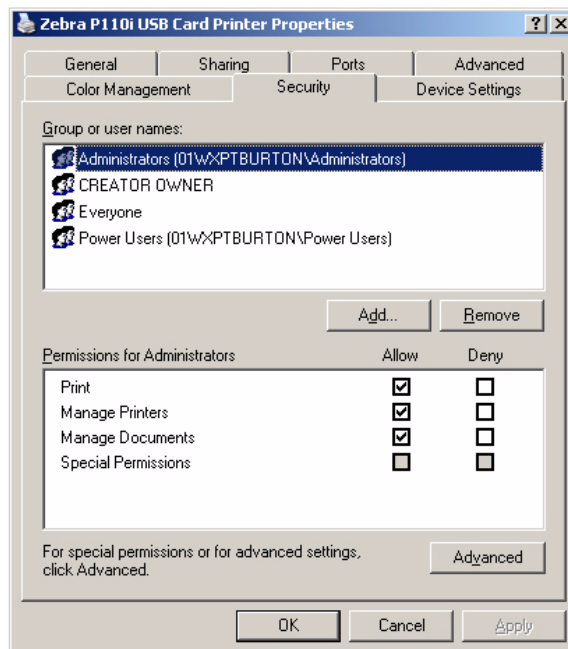 Zebra P110i USB Card Printer Properties
General Sharing Ports Advanced
Color Management Security Device Settings
Group or user names:
Administrators (01WXPTBURTON\Administrators)
CREATOR OWNER
Everyone
Power Users (01WXPTBURTON\Power Users)
Add... Remove
Permissions for Administrators Allow Deny
Print
Manage Printers
Manage Documents
Special Permissions
For special permissions or for advanced settings,
click Advanced.
Advanced
OK Cancel Apply